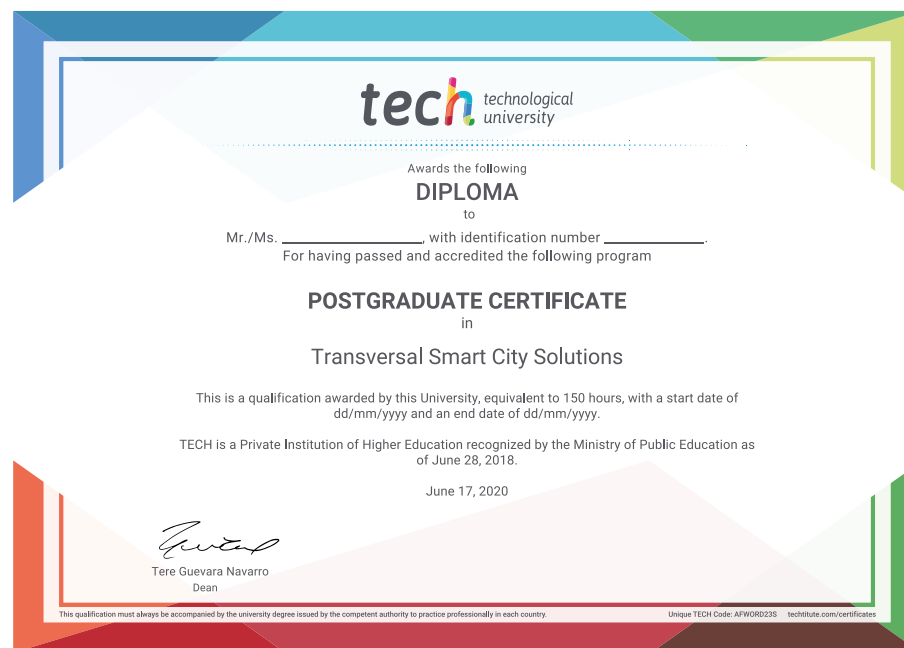 tech technological
university
Awards the following
DIPLOMA
to
Mr./Ms. ____________________, with identification number ______________.
For having passed and accredited the following program
POSTGRADUATE CERTIFICATE
in
Transversal Smart City Solutions
This is a qualification awarded by this University, equivalent to 150 hours, with a start date of
dd/mm/yyyy and an end date of dd/mm/yyyy.
TECH is a Private Institution of Higher Education recognized by the Ministry of Public Education as
of June 28, 2018.
June 17, 2020
Tere Guevara Navarro
Dean
This qualification must always be accompanied by the university degree issued by the competent authority to practice professionally in each country. Unique TECH Code: AFWORD23S techtitute.com/certificates